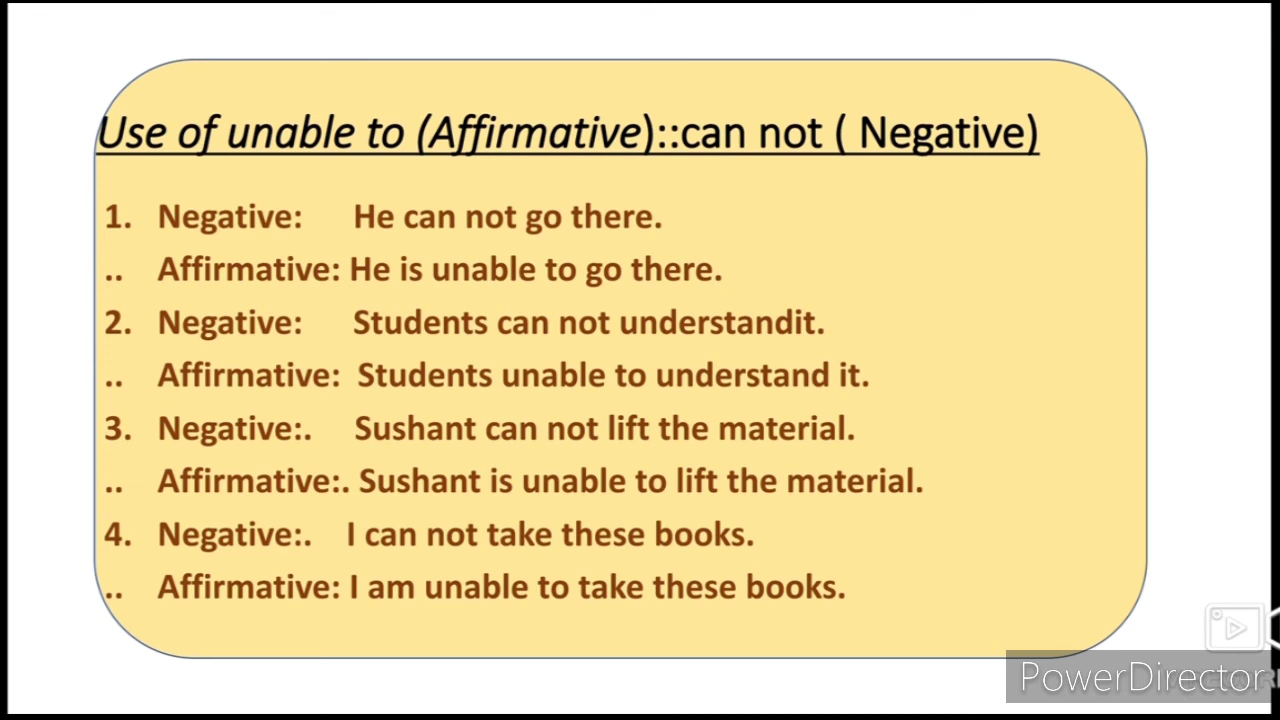 Use of unable to (Affirmative)::can not ( Negative)
1. Negative: He can not go there.
.. Affirmative: He is unable to go there.
2. Negative: Students can not understandit.
.. Affirmative: Students unable to understand it.
3. Negative:. Sushant can not lift the material.
.. Affirmative:. Sushant is unable to lift the material.
4. Negative:. I can not take these books.
.. Affirmative: I am unable to take these books.
PowerDirector